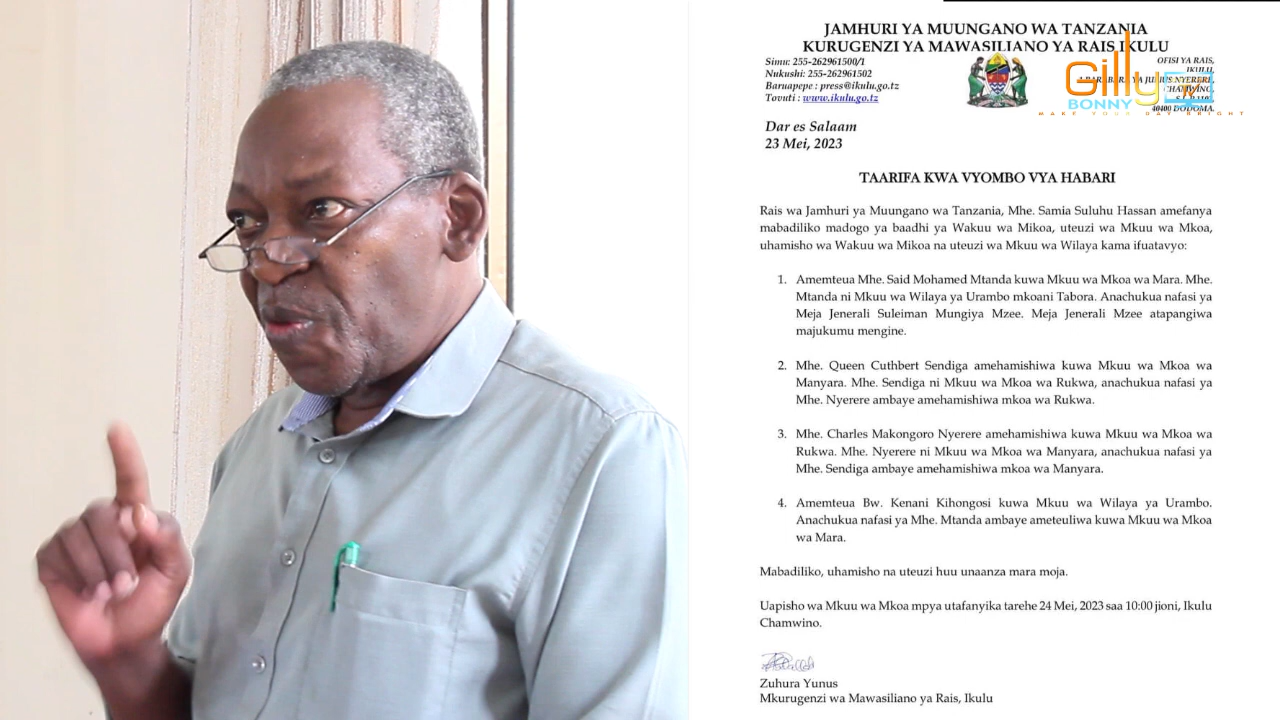 JAMHURI YA MUUNGANO WA TANZANIA
KURUGENZI YA MAWASILIANO YA RAIS IKULU
Simu: 255-262961500/1
Nukushi: 255-262961502
Baruapepe : press@ikulu.go.tz
Tovuti : www.ikulu.go.tz
OFISI YA RAIS,
IKULU,
YA JULIUS NYERERE,
CHAMWINO,
40400 DODOMA.
Gilly tv
BONNY
MAKE YOUR DAY BRIGHT
Dar es Salaam
23 Mei, 2023
TAARIFA KWA VYOMBO VYA HABARI
Rais wa Jamhuri ya Muungano wa Tanzania, Mhe. Samia Suluhu Hassan amefanya
mabadiliko madogo ya baadhi ya Wakuu wa Mikoa, uteuzi wa Mkuu wa Mkoa,
uhamisho wa Wakuu wa Mikoa na uteuzi wa Mkuu wa Wilaya kama ifuatavyo:
1. Amemteua Mhe. Said Mohamed Mtanda kuwa Mkuu wa Mkoa wa Mara. Mhe.
Mtanda ni Mkuu wa Wilaya ya Urambo mkoani Tabora. Anachukua nafasi ya
Meja Jenerali Suleiman Mungiya Mzee. Meja Jenerali Mzee atapangiwa
majukumu mengine.
2. Mhe. Queen Cuthbert Sendiga amehamishiwa kuwa Mkuu wa Mkoa wa
Manyara. Mhe. Sendiga ni Mkuu wa Mkoa wa Rukwa, anachukua nafasi ya
Mhe. Nyerere ambaye amehamishiwa mkoa wa Rukwa.
3. Mhe. Charles Makongoro Nyerere amehamishiwa kuwa Mkuu wa Mkoa wa
Rukwa. Mhe. Nyerere ni Mkuu wa Mkoa wa Manyara, anachukua nafasi ya
Mhe. Sendiga ambaye amehamishiwa mkoa wa Manyara.
4. Amemteua Bw. Kenani Kihongosi kuwa Mkuu wa Wilaya ya Urambo.
Anachukua nafasi ya Mhe. Mtanda ambaye ameteuliwa kuwa Mkuu wa Mkoa
wa Mara.
Mabadiliko, uhamisho na uteuzi huu unaanza mara moja.
Uapisho wa Mkuu wa Mkoa mpya utafanyika tarehe 24 Mei, 2023 saa 10:00 jioni, Ikulu
Chamwino.
Zuhura Yunus
Mkurugenzi wa Mawasiliano ya Rais, Ikulu